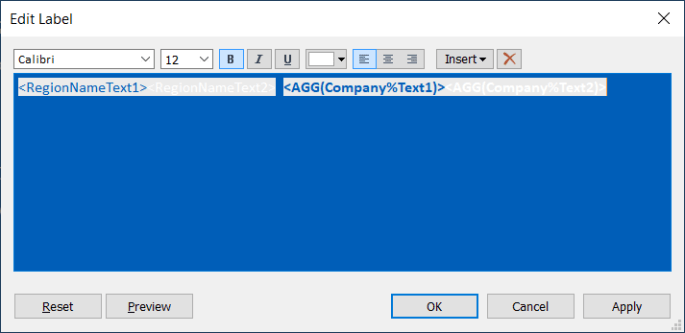 Edit Label
Calibri 12 B I U Insert
<RegionNameText1><RegionNameText2> <AGG(Company%Text1)><AGG(Company%Text2)>
Reset Preview OK Cancel Apply